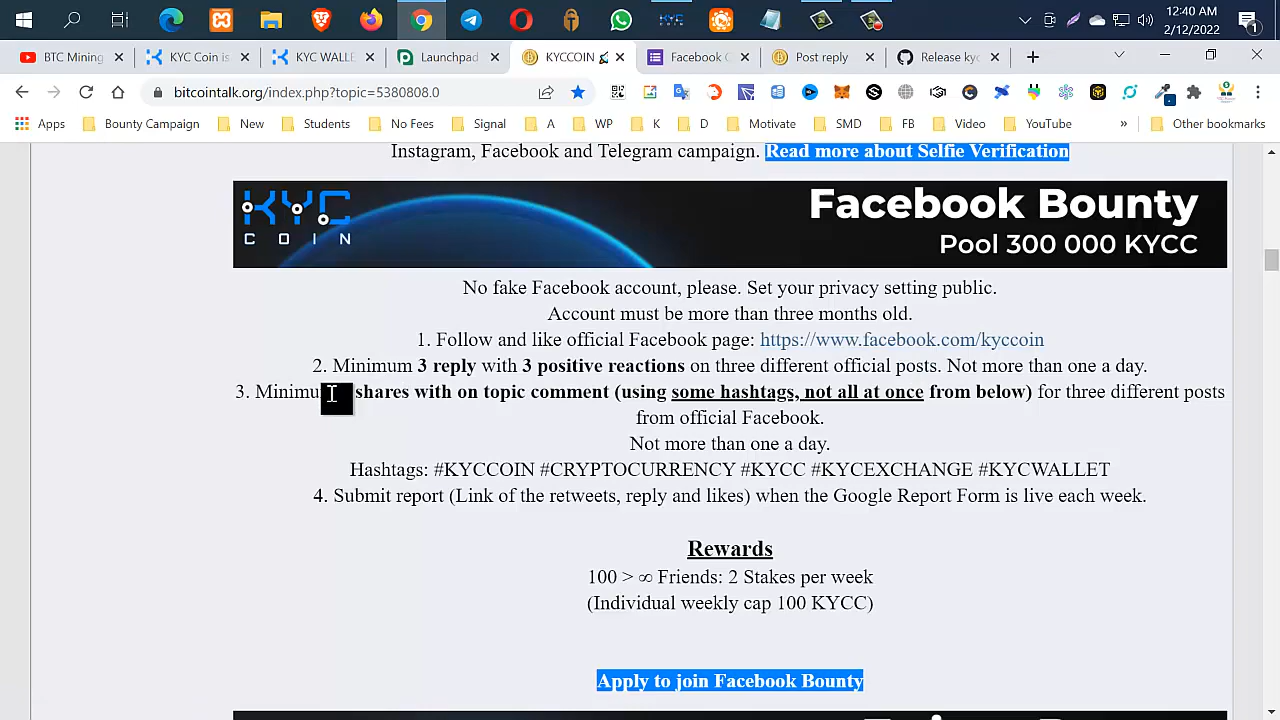 12:40 AM
2/12/2022
1
BTC Mining
KYC Coin is
KYC WALLE
Launchpad
KYCCOIN
Facebook C
Post reply
Release kyc
bitcointalk.org/index.php?topic=5380808.0
Apps
Bounty Campaign
New
Students
No Fees
Signal
A
WP
K
D
Motivate
SMD
FB
Video
YouTube
»
Other bookmarks
Instagram, Facebook and Telegram campaign. Read more about Selfie Verification
KYC
COIN
Facebook Bounty
Pool 300 000 KYCC
No fake Facebook account, please. Set your privacy setting public.
Account must be more than three months old.
1. Follow and like official Facebook page: https://www.facebook.com/kyccoin
2. Minimum 3 reply with 3 positive reactions on three different official posts. Not more than one a day.
3. Minimu shares with on topic comment (using some hashtags, not all at once from below) for three different posts
from official Facebook.
Not more than one a day.
Hashtags: #KYCCOIN #CRYPTOCURRENCY #KYCC #KYCEXCHANGE #KYCWALLET
4. Submit report (Link of the retweets, reply and likes) when the Google Report Form is live each week.
Rewards
100 > ∞ Friends: 2 Stakes per week
(Individual weekly cap 100 KYCC)
Apply to join Facebook Bounty